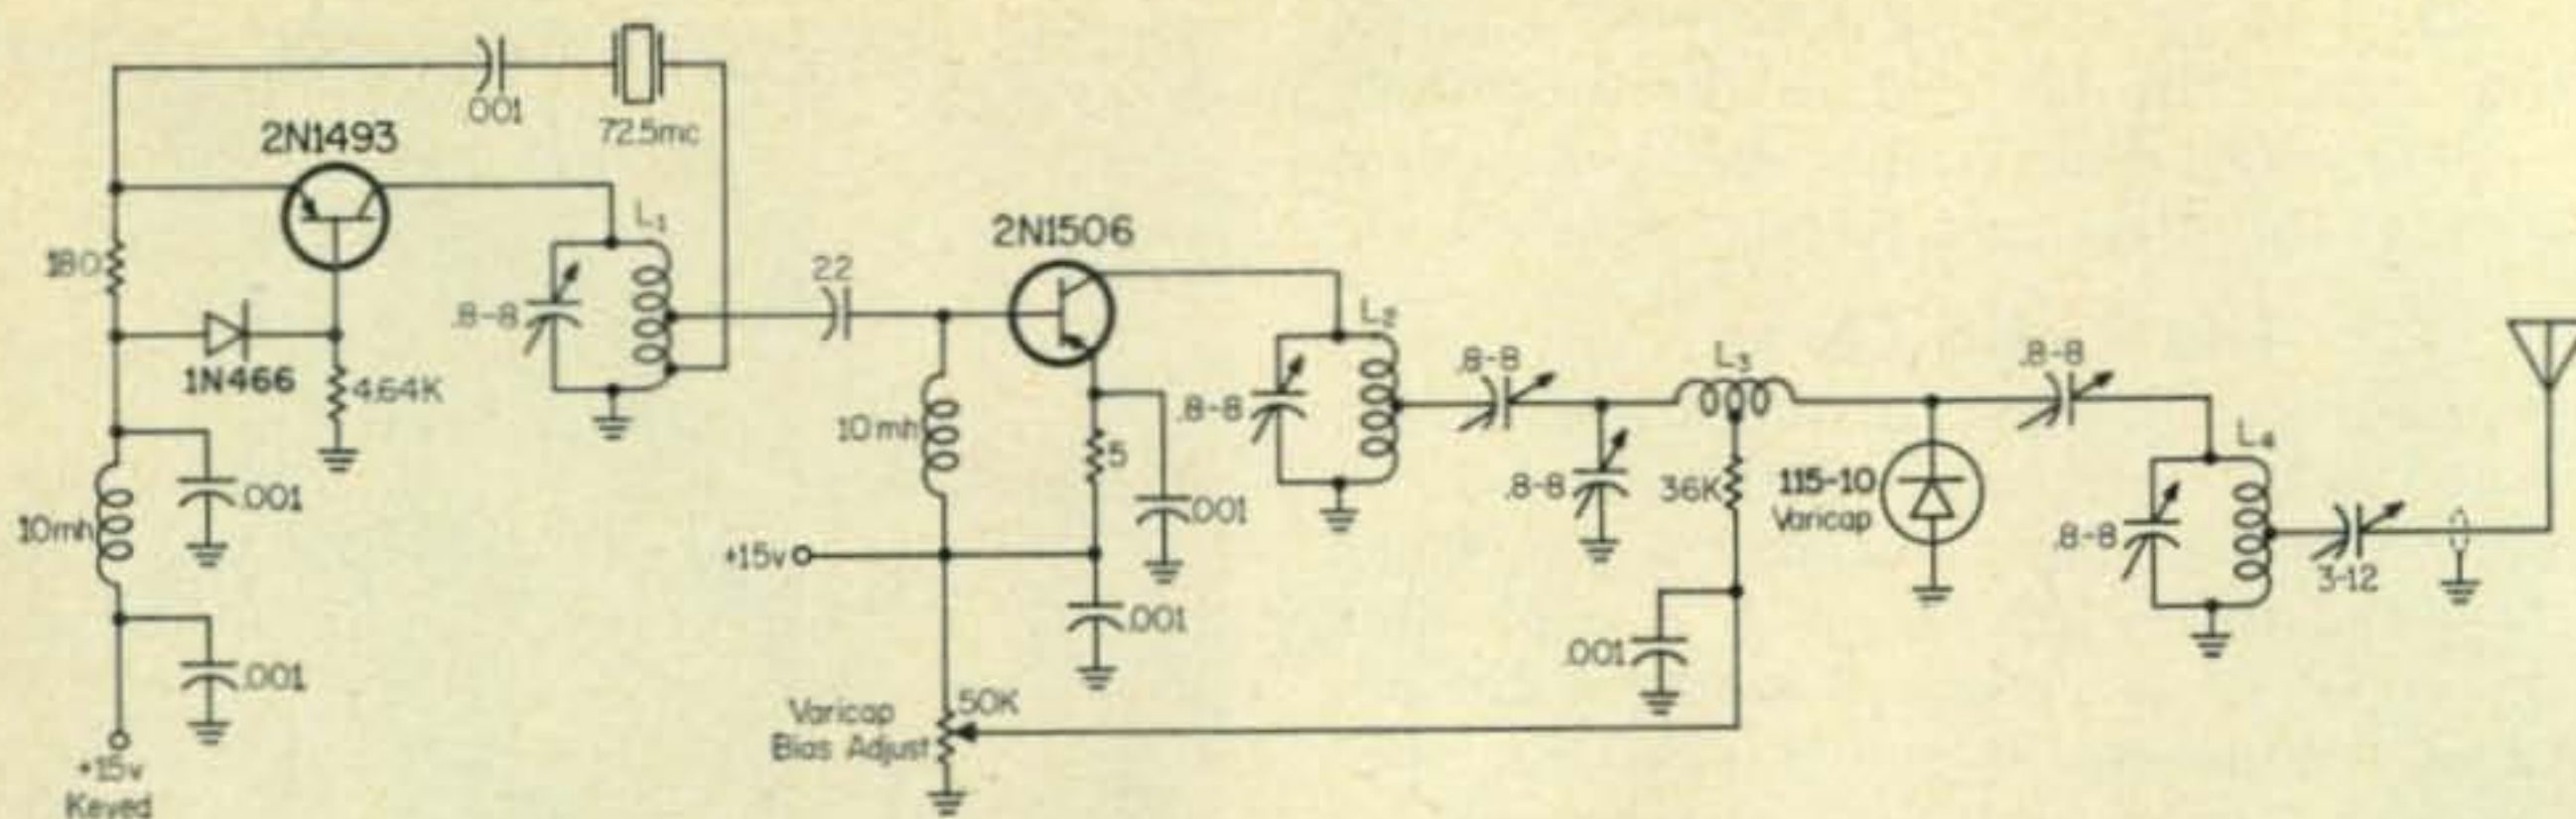 .001
72.5mc
2N1493
180
L1
.8-8
1N466
4.64K
.001
10mh
.001
+15v
Keyed
22
2N1506
10mh
5
.001
+15v
.001
50K
Varicap
Bias Adjust
L2
.8-8
.8-8
.8-8
L3
36K
.001
115-10
Varicap
.8-8
L4
.8-8
3-12